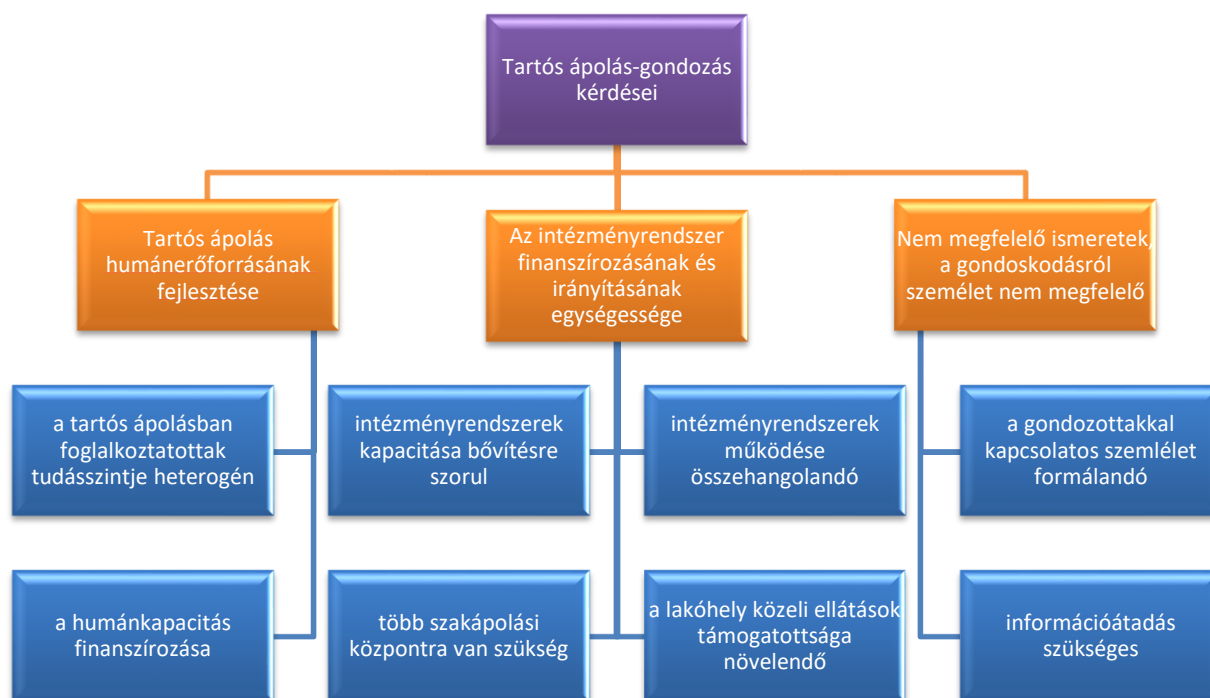 Tartós ápolás-gondozás
kérdései
Tartós ápolás
humánerőforrásának
fejlesztése
Az intézményrendszer
finanszírozásának és
irányításának
egységessége
Nem megfelelő ismeretek,
a gondoskodásról
személet nem megfelelő
a tartós ápolásban
foglalkoztatottak
tudásszintje heterogén
intézményrendszerek
kapacitása bővítésre
szorul
intézményrendszerek
működése
összehangolandó
a gondozottakkal
kapcsolatos szemlélet
formálandó
a humánkapacitás
finanszírozása
több szakápolási
központra van szükség
a lakóhely közeli ellátások
támogatottsága
növelendő
információátadás
szükséges